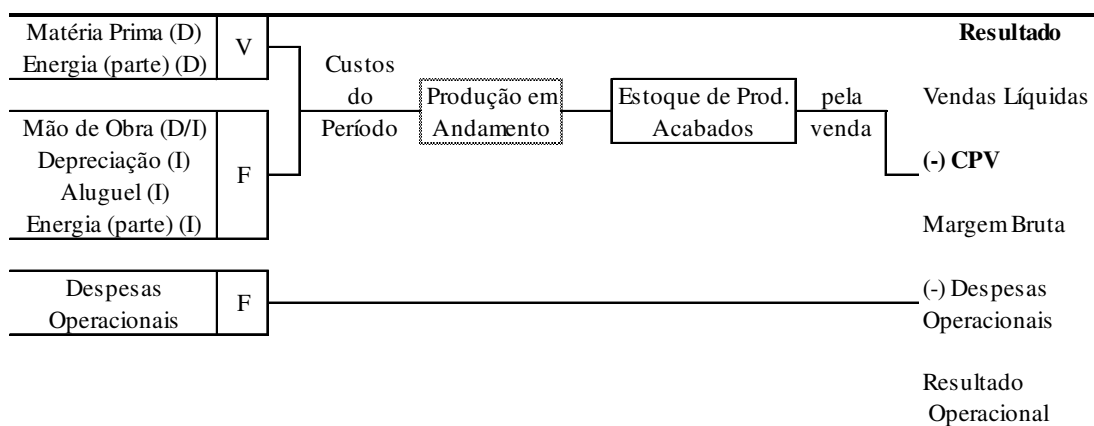 Matéria Prima (D)
Energia (parte) (D)
V
Custos
do
Período
Mão de Obra (D/I)
Depreciação (I)
Aluguel (I)
Energia (parte) (I)
F
Produção em
Andamento
Estoque de Prod.
Acabados
pela
venda
Despesas
Operacionais
F
Resultado
Vendas Líquidas
(-) CPV
Margem Bruta
(-) Despesas
Operacionais
Resultado
Operacional